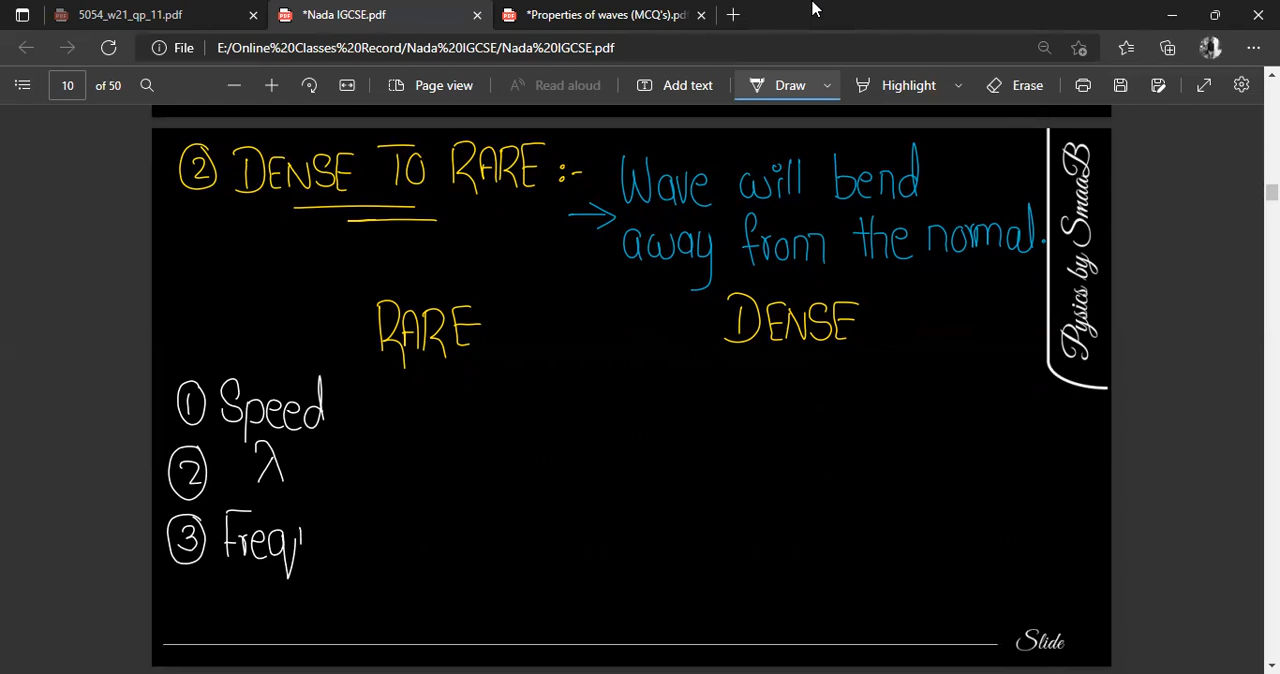 5054_w21_qp_11.pdf
*Nada IGCSE.pdf
*Properties of waves (MCQ's).pdf
File
E:/Online%20Classes%20Record/Nada%20IGCSE/Nada%20IGCSE.pdf
10 of 50
Page view
Read aloud
Add text
Draw
Highlight
Erase
② DENSE TO RARE :-
→ Wave will bend
away from the normal.
Pysics by SmaaB
RARE DENSE
① Speed
② λ
③ Freq
Slide